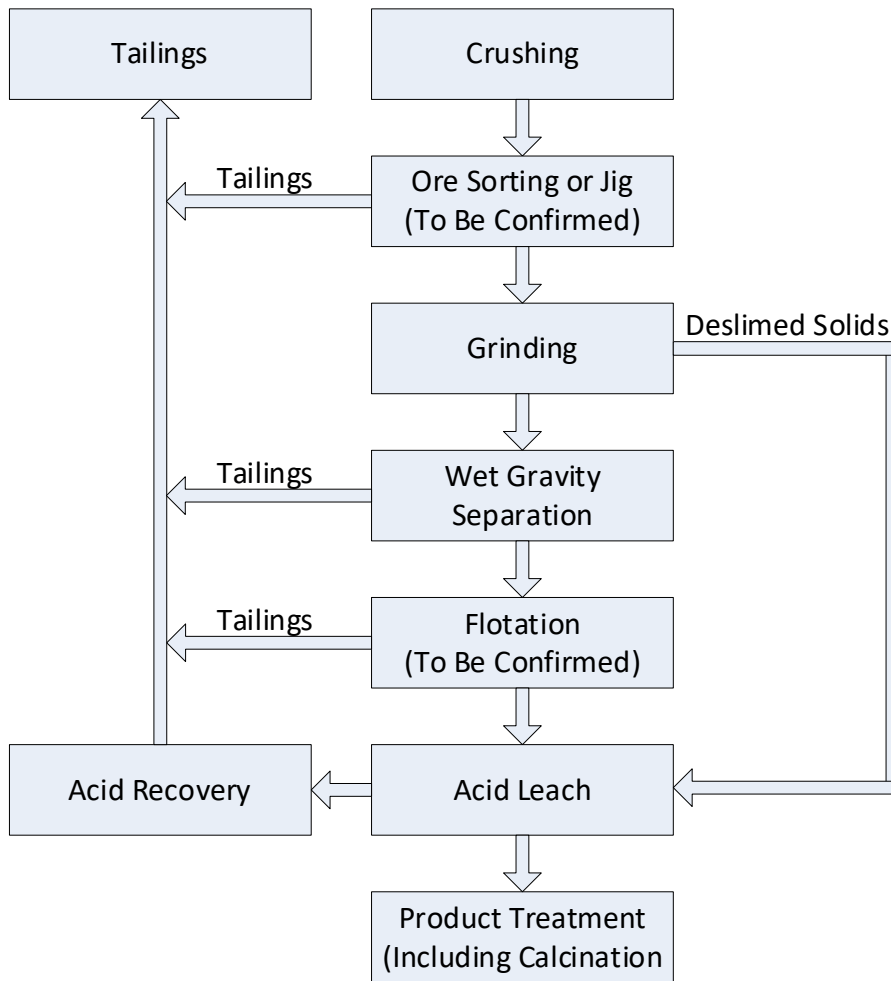 Tailings
Crushing
Tailings
Ore Sorting or Jig
(To Be Confirmed)
Deslimed Solids
Grinding
Tailings
Wet Gravity
Separation
Tailings
Flotation
(To Be Confirmed)
Acid Recovery
Acid Leach
Product Treatment
(Including Calcination